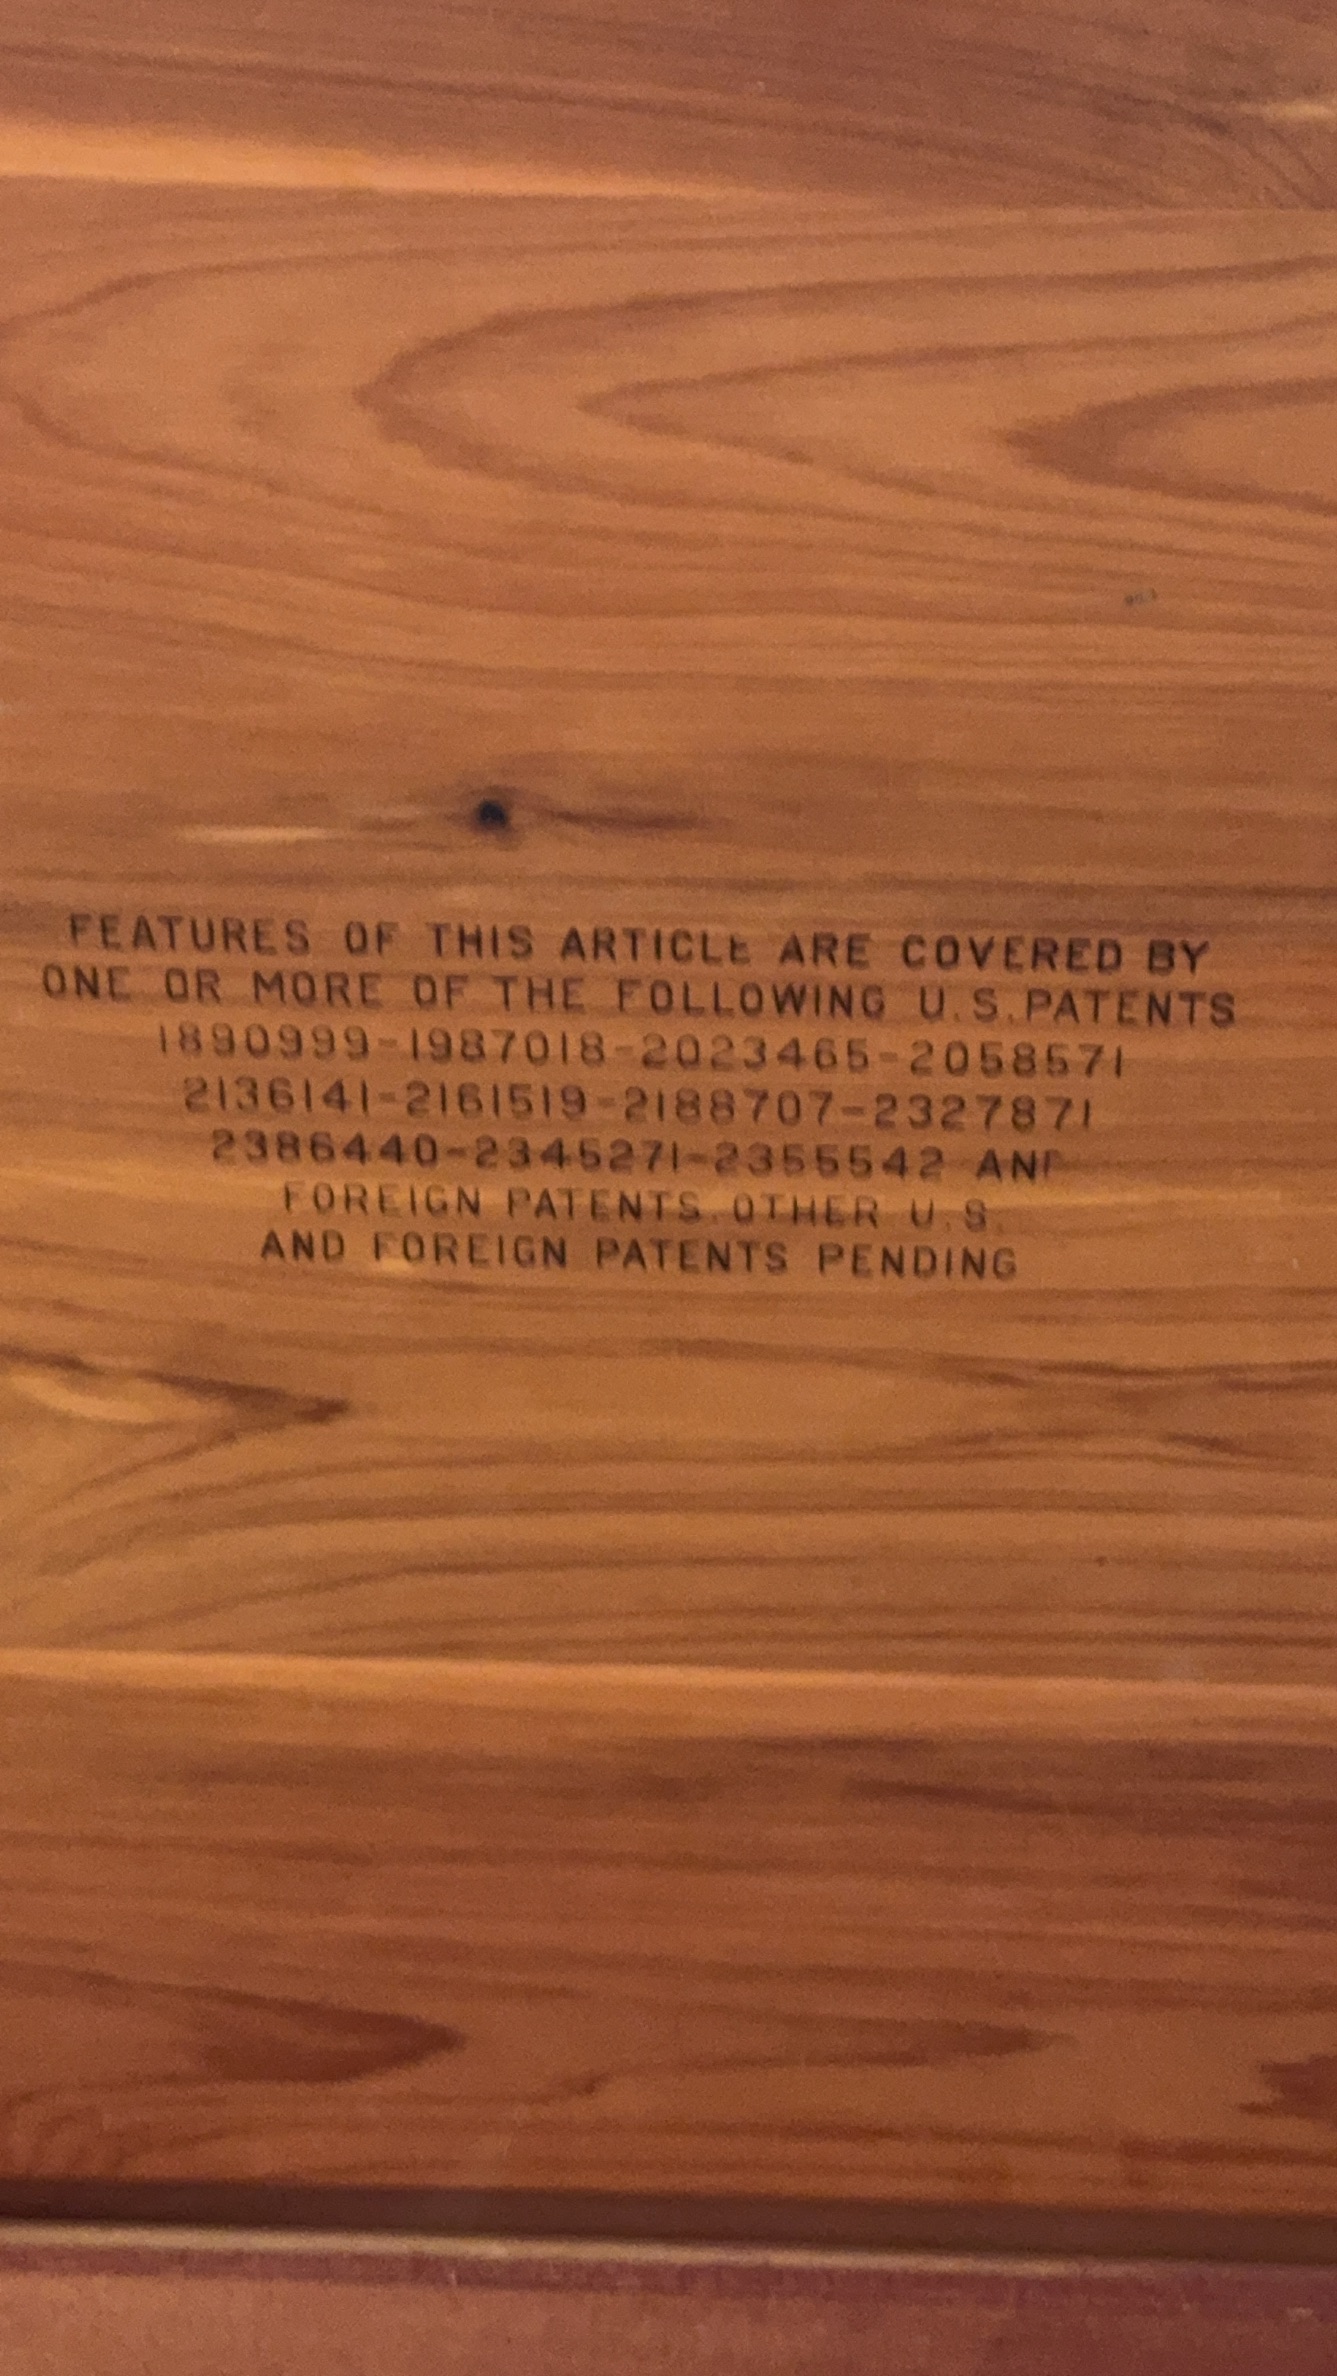 FEATURES OF THIS ARTICLE ARE COVERED BY
ONE OR MORE OF THE FOLLOWING U.S. PATENTS
1890999-1987018-2023465-2058571
2136141-2161519-2188707-2327871
2386440-2345271-2355542 AND
FOREIGN PATENTS. OTHER U.S.
AND FOREIGN PATENTS PENDING